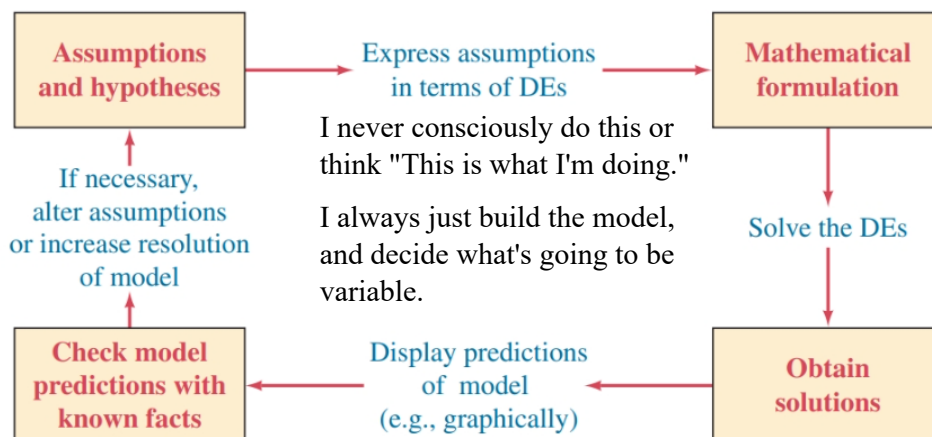 Assumptions
and hypotheses
Express assumptions
in terms of DEs
Mathematical
formulation
I never consciously do this or
think "This is what I'm doing."
I always just build the model,
and decide what's going to be
variable.
If necessary,
alter assumptions
or increase resolution
of model
Solve the DEs
Check model
predictions with
known facts
Display predictions
of model
(e.g., graphically)
Obtain
solutions